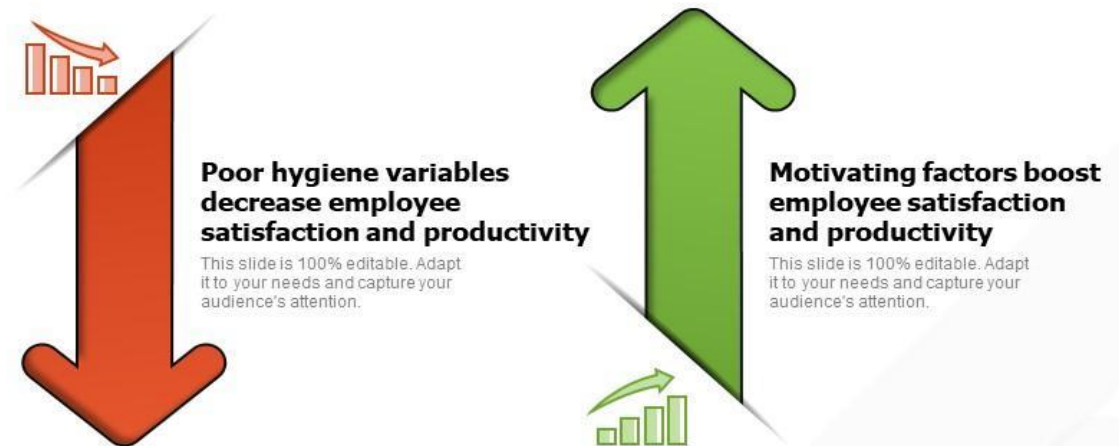 Poor hygiene variables
decrease employee
satisfaction and productivity
This slide is 100% editable. Adapt
it to your needs and capture your
audience's attention.
Motivating factors boost
employee satisfaction
and productivity
This slide is 100% editable. Adapt
it to your needs and capture your
audience's attention.